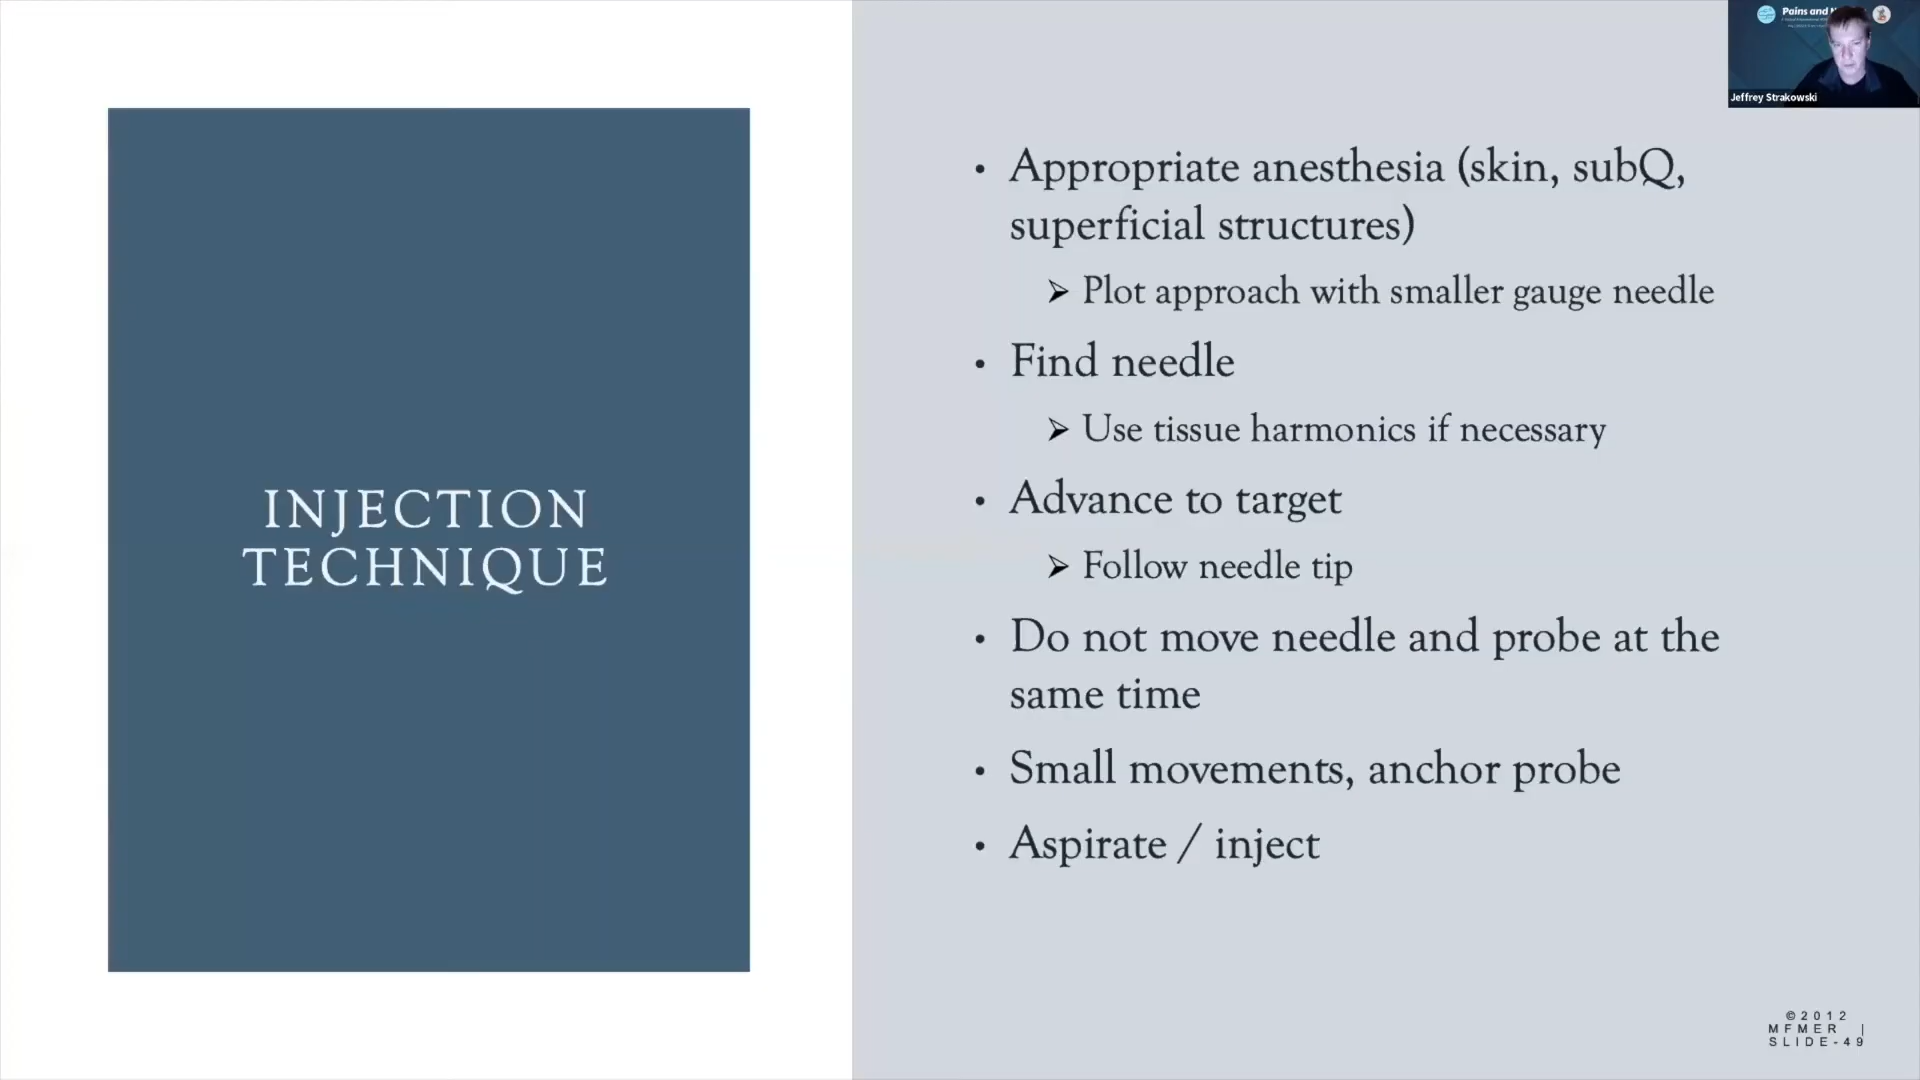 Pains and
Jeffrey Strakowski
INJECTION
TECHNIQUE
• Appropriate anesthesia (skin, subQ,
superficial structures)
➢ Plot approach with smaller gauge needle
• Find needle
➢ Use tissue harmonics if necessary
• Advance to target
➢ Follow needle tip
• Do not move needle and probe at the
same time
• Small movements, anchor probe
• Aspirate / inject
©2012
MFMER |
SLIDE-49